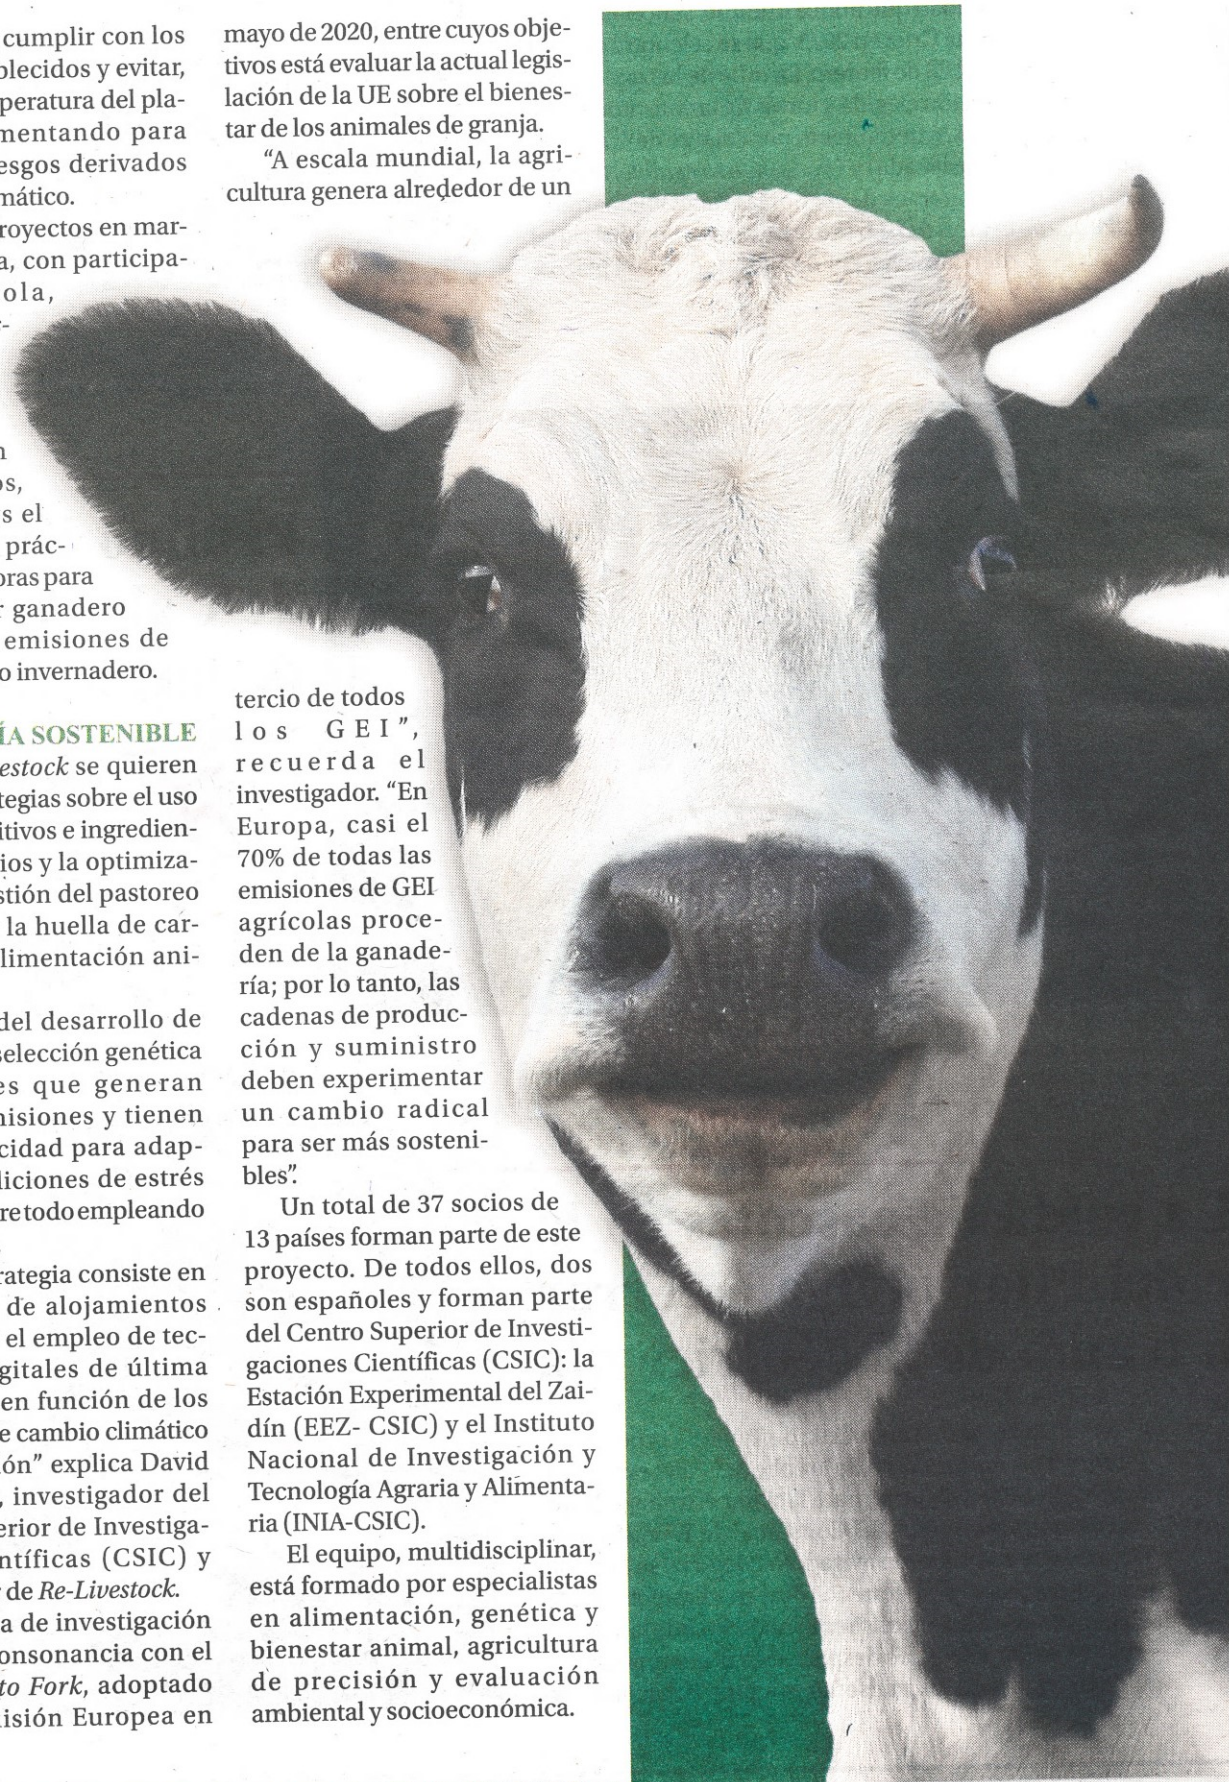 cumplir con los
blecidos y evitar,
peratura del pla-
mentando para
esgos derivados
mático.
royectos en mar-
a, con participa-
ola,
r-
n
os,
s el
prác-
oras para
r ganadero
emisiones de
o invernadero.
ÍA SOSTENIBLE
estock se quieren
tegias sobre el uso
itivos e ingredien-
ios y la optimiza-
stión del pastoreo
la huella de car-
limentación ani-
del desarrollo de
selección genética
es que generan
nisiones y tienen
cidad para adap-
diciones de estrés
re todo empleando
rategia consiste en
de alojamientos
el empleo de tec-
gitales de última
en función de los
e cambio climático
ón” explica David
, investigador del
erior de Investiga-
ntíficas (CSIC) y
r de Re-Livestock.
a de investigación
onsonancia con el
to Fork, adoptado
nisión Europea en
mayo de 2020, entre cuyos obje-
tivos está evaluar la actual legis-
lación de la UE sobre el bienes-
tar de los animales de granja.
“A escala mundial, la agri-
cultura genera alrededor de un
tercio de todos
los GEI”,
recuerda el
investigador. “En
Europa, casi el
70% de todas las
emisiones de GEI
agrícolas proce-
den de la ganade-
ría; por lo tanto, las
cadenas de produc-
ción y suministro
deben experimentar
un cambio radical
para ser más sosteni-
bles”.
Un total de 37 socios de
13 países forman parte de este
proyecto. De todos ellos, dos
son españoles y forman parte
del Centro Superior de Investi-
gaciones Científicas (CSIC): la
Estación Experimental del Zai-
dín (EEZ- CSIC) y el Instituto
Nacional de Investigación y
Tecnología Agraria y Alimenta-
ria (INIA-CSIC).
El equipo, multidisciplinar,
está formado por especialistas
en alimentación, genética y
bienestar animal, agricultura
de precisión y evaluación
ambiental y socioeconómica.